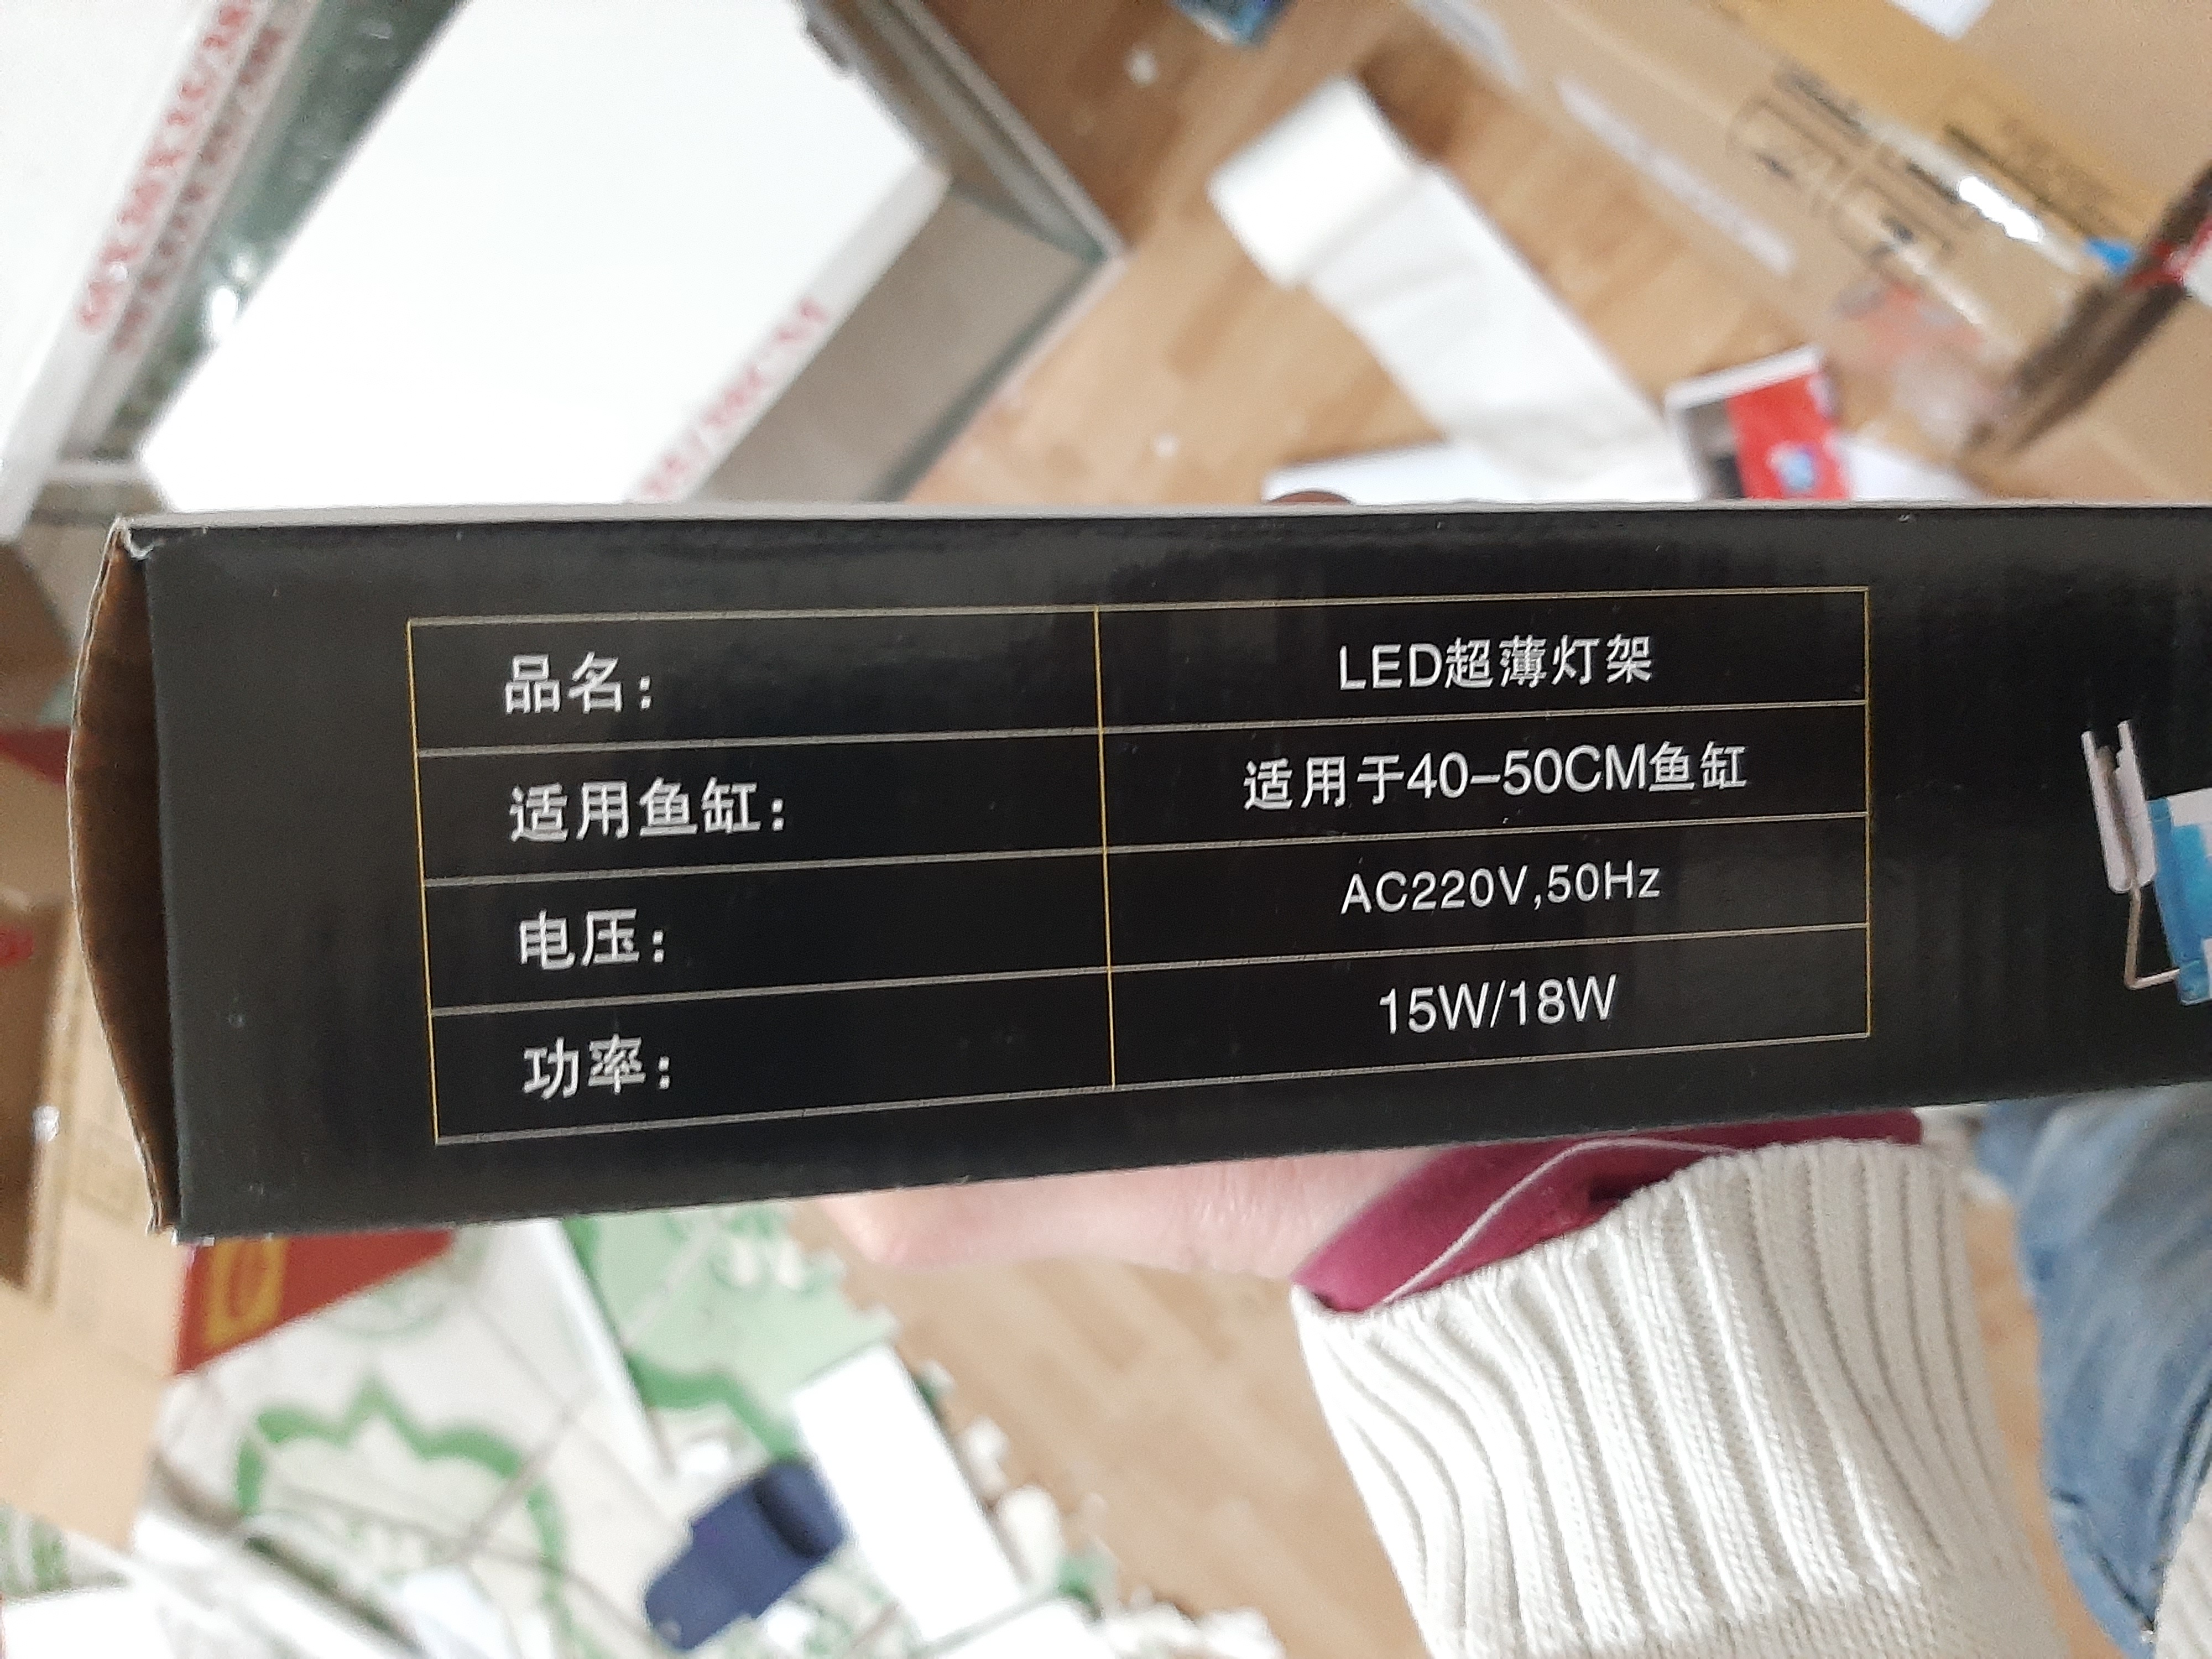 品名：
LED超薄灯架
适用鱼缸：
适用于40-50CM鱼缸
电压：
AC220V,50Hz
功率：
15W/18W